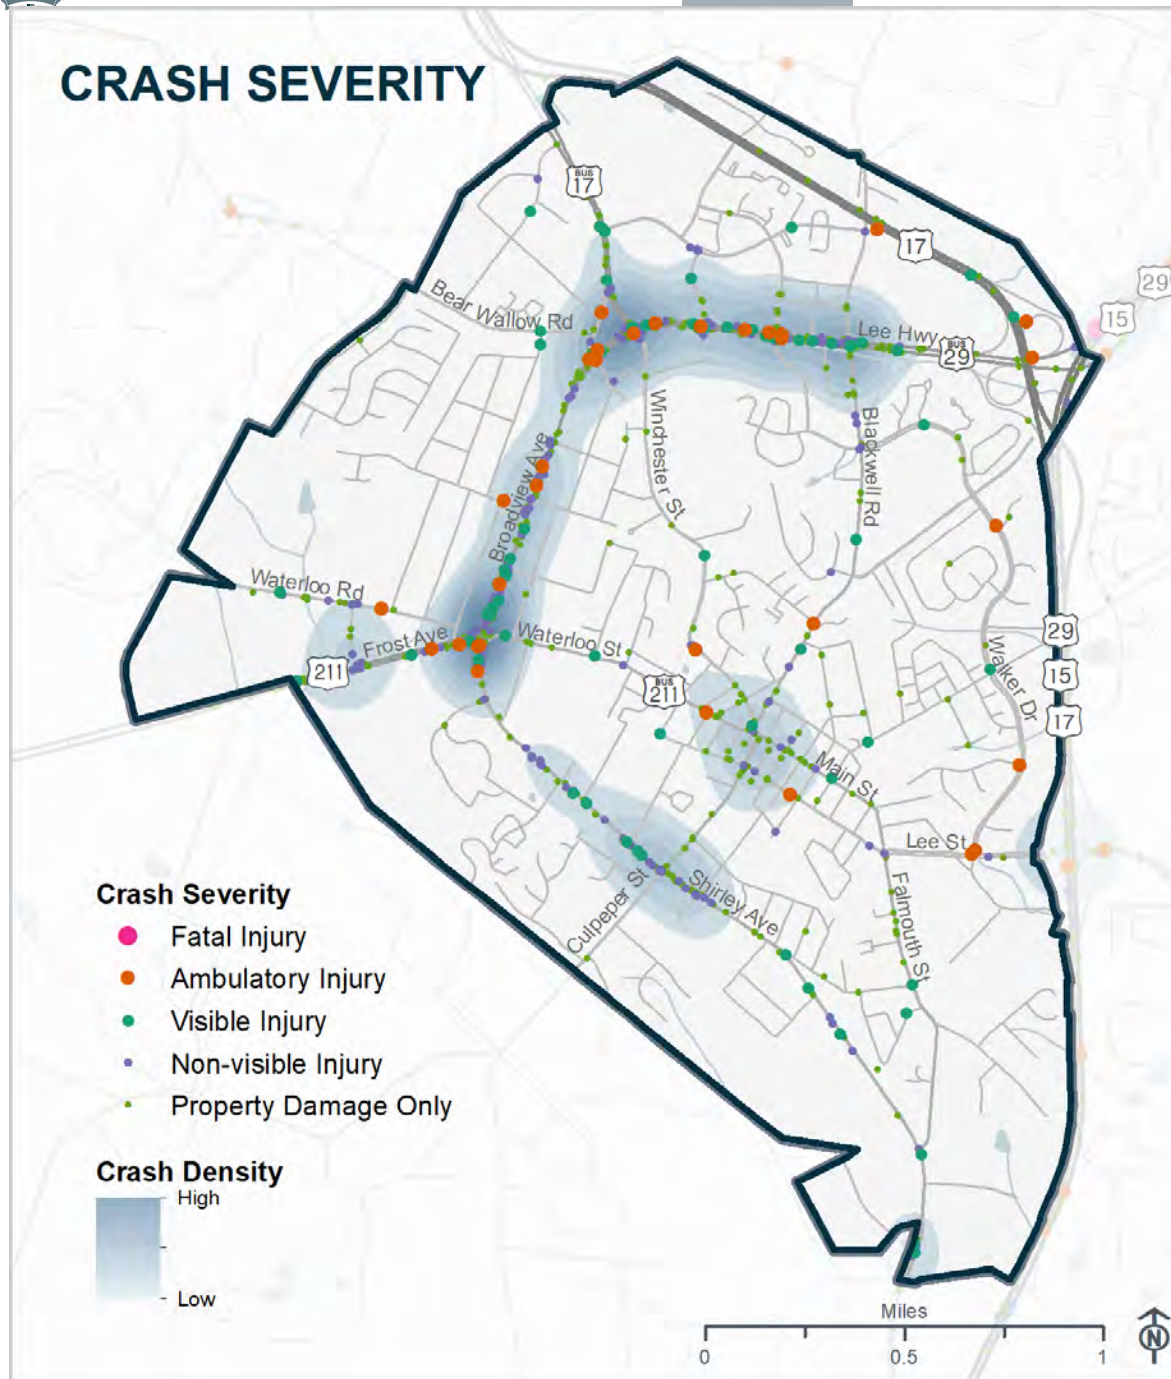 CRASH SEVERITY
BUS
17
17
29
15
Bear Wallow Rd
Lee Hwy
BUS
29
Winchester St
Blackwell Rd
Broadview Ave
Waterloo Rd
Frost Ave
Waterloo St
211
BUS
211
29
15
17
Walker Dr
Main St
Lee St
Culpeper St
Shirley Ave
Falmouth St
Crash Severity
Fatal Injury
Ambulatory Injury
Visible Injury
Non-visible Injury
Property Damage Only
Crash Density
High
Low
Miles
0
0.5
1
N